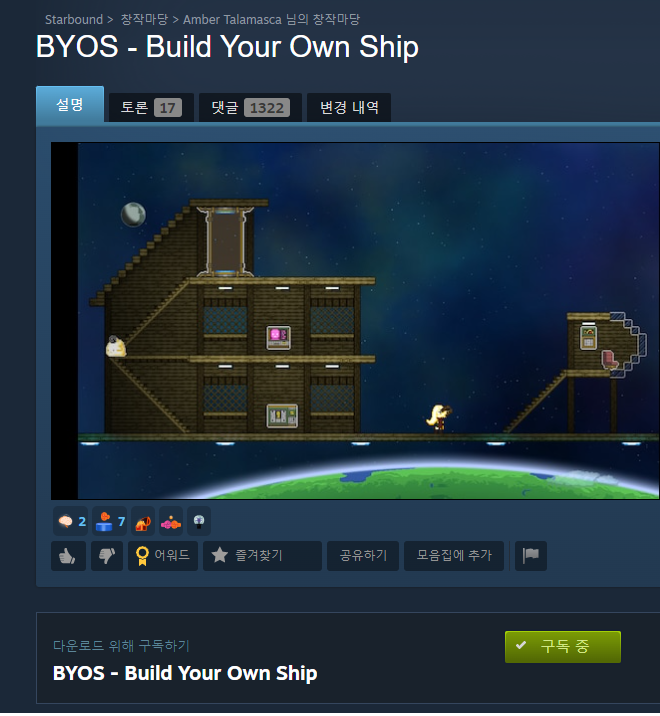 Starbound > 창작마당 > Amber Talamasca 님의 창작마당
BYOS - Build Your Own Ship
설명 토론 17 댓글 1322 변경 내역
2 7
어워드 즐겨찾기 공유하기 모음집에 추가
다운로드 위해 구독하기
구독 중
BYOS - Build Your Own Ship